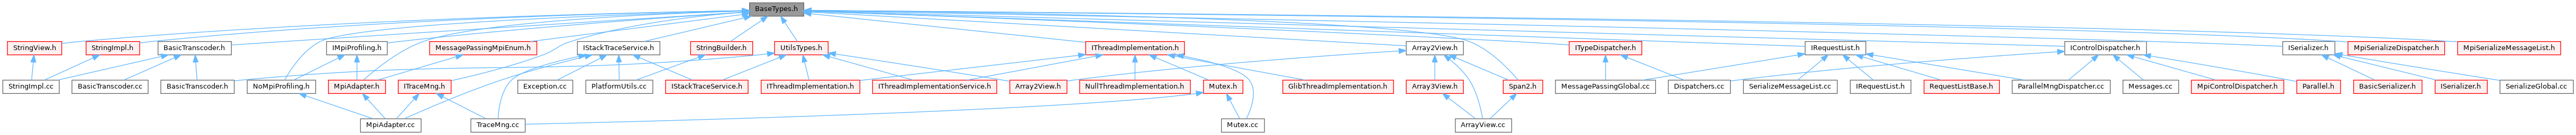 BaseTypes.h
StringView.h
StringImpl.h
BasicTranscoder.h
IMpiProfiling.h
MessagePassingMpiEnum.h
IStackTraceService.h
StringBuilder.h
UtilsTypes.h
IThreadImplementation.h
Array2View.h
ITypeDispatcher.h
IRequestList.h
IControlDispatcher.h
ISerializer.h
MpiSerializeDispatcher.h
MpiSerializeMessageList.h
StringImpl.cc
BasicTranscoder.cc
BasicTranscoder.h
NoMpiProfiling.h
MpiAdapter.h
ITraceMng.h
Exception.cc
PlatformUtils.cc
IStackTraceService.h
IThreadImplementation.h
IThreadImplementationService.h
Array2View.h
NullThreadImplementation.h
Mutex.h
GlibThreadImplementation.h
Array3View.h
Span2.h
MessagePassingGlobal.cc
Dispatchers.cc
SerializeMessageList.cc
IRequestList.h
RequestListBase.h
ParallelMngDispatcher.cc
Messages.cc
MpiControlDispatcher.h
Parallel.h
BasicSerializer.h
ISerializer.h
SerializeGlobal.cc
MpiAdapter.cc
TraceMng.cc
Mutex.cc
ArrayView.cc